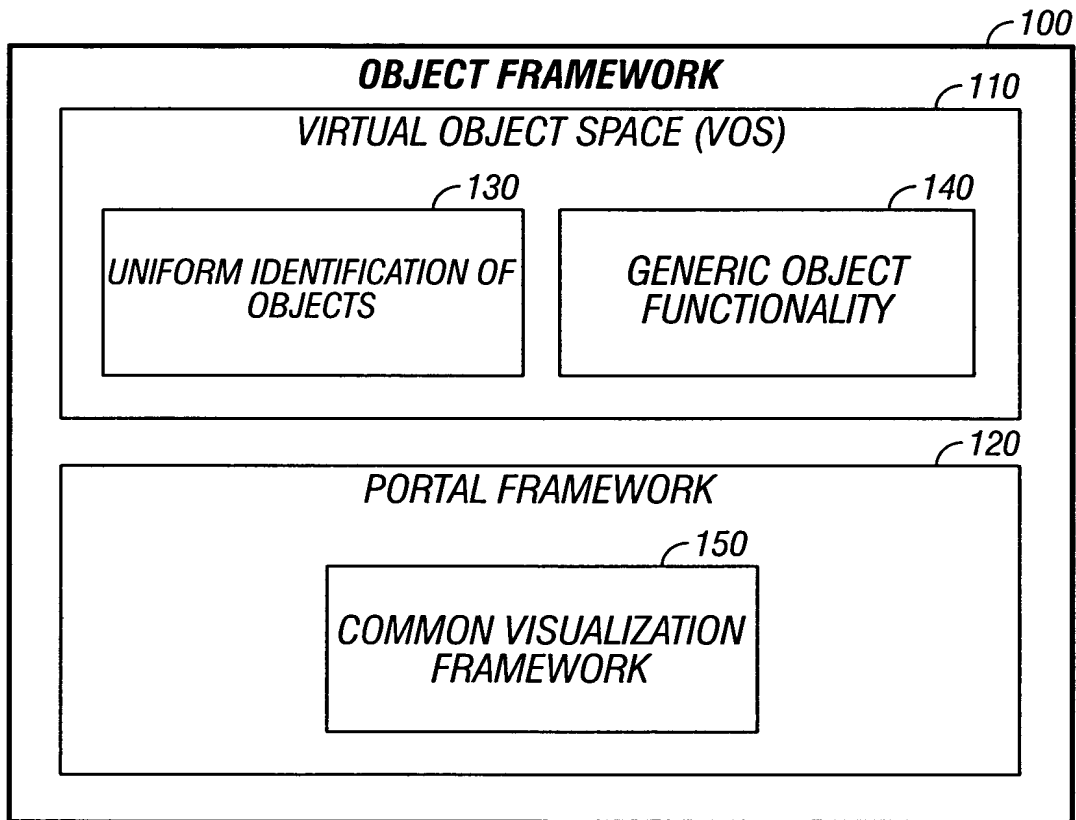 100
OBJECT FRAMEWORK
110
VIRTUAL OBJECT SPACE (VOS)
130
UNIFORM IDENTIFICATION OF
OBJECTS
140
GENERIC OBJECT
FUNCTIONALITY
120
PORTAL FRAMEWORK
150
COMMON VISUALIZATION
FRAMEWORK